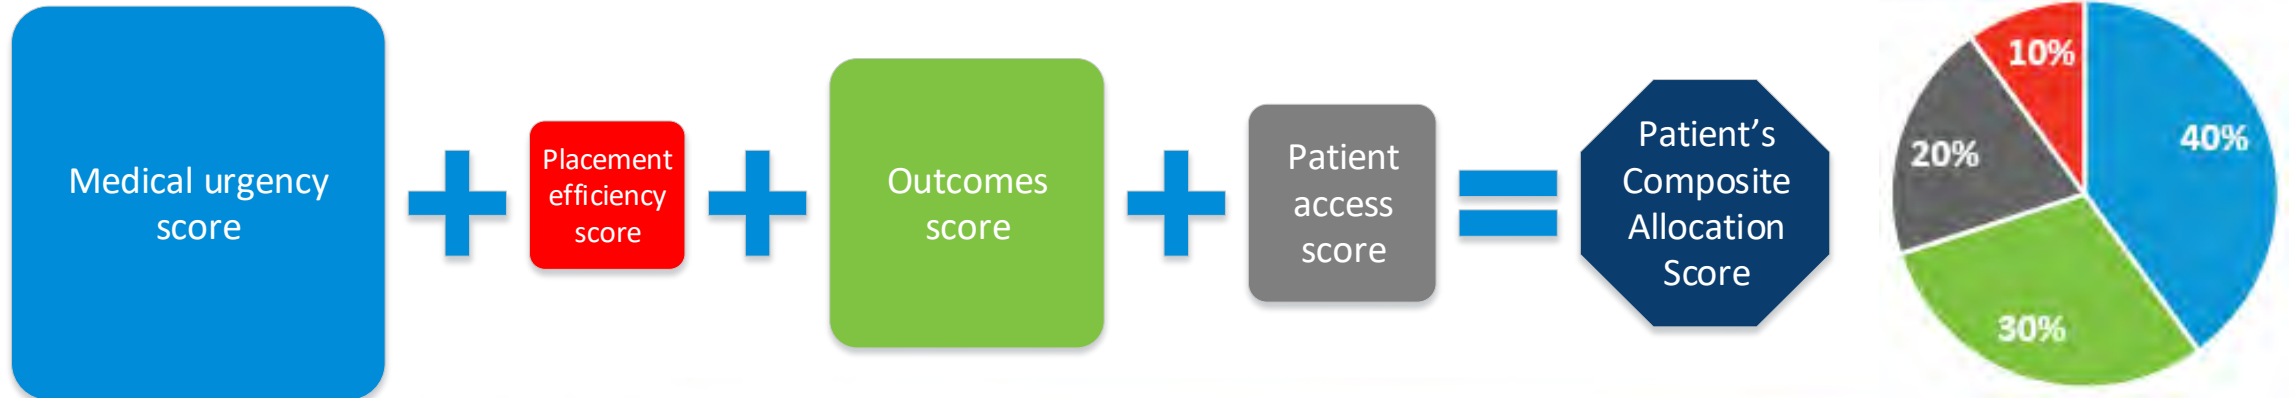 Medical urgency
score
Placement
efficiency
score
Outcomes
score
Patient
access
score
Patient's
Composite
Allocation
Score
10%
40%
20%
30%